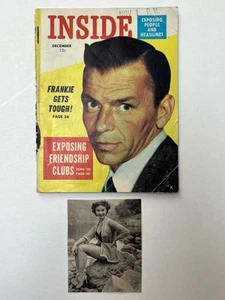 INSIDE
EXPOSING
PEOPLE
AND
HEADLINES
DECEMBER
FRANKIE
GETS
TOUGH!
PAGE 26
EXPOSING
FRIENDSHIP
CLUBS